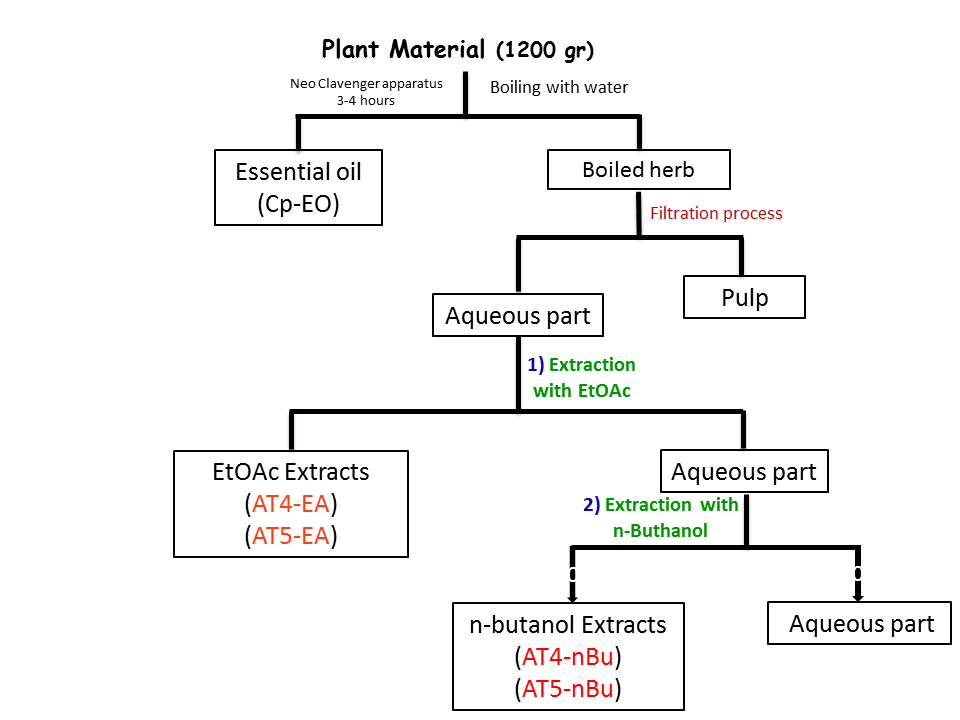 Plant Material (1200 gr)
Neo Clavenger apparatus
3-4 hours
Boiling with water
Essential oil
(Cp-EO)
Boiled herb
Filtration process
Aqueous part
Pulp
1) Extraction
with EtOAc
EtOAc Extracts
(AT4-EA)
(AT5-EA)
Aqueous part
2) Extraction with
n-Buthanol
n-butanol Extracts
(AT4-nBu)
(AT5-nBu)
Aqueous part